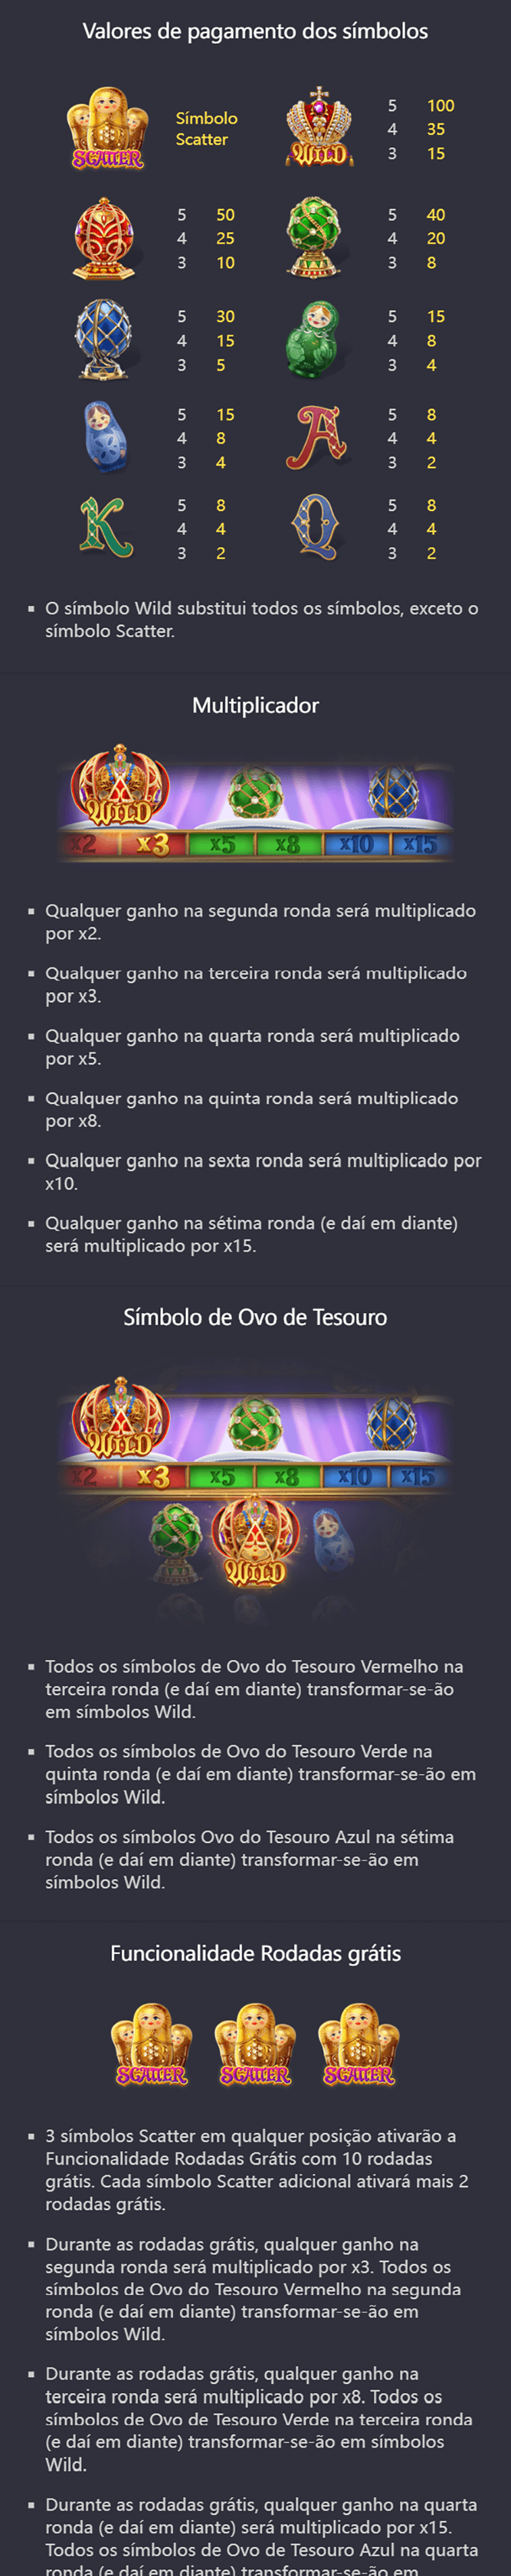 Valores de pagamento dos símbolos
SCATTER
Símbolo
Scatter
WILD
5 100
4 35
3 15
5 50
4 25
3 10
5 40
4 20
3 8
5 30
4 15
3 5
5 15
4 8
3 4
5 15
4 8
3 4
A
5 8
4 4
3 2
K
5 8
4 4
3 2
Q
5 8
4 4
3 2
▪ O símbolo Wild substitui todos os símbolos, exceto o
símbolo Scatter.
Multiplicador
WILD
x2 x3 x5 x8 x10 x15
▪ Qualquer ganho na segunda ronda será multiplicado
por x2.
▪ Qualquer ganho na terceira ronda será multiplicado
por x3.
▪ Qualquer ganho na quarta ronda será multiplicado
por x5.
▪ Qualquer ganho na quinta ronda será multiplicado
por x8.
▪ Qualquer ganho na sexta ronda será multiplicado por
x10.
▪ Qualquer ganho na sétima ronda (e daí em diante)
será multiplicado por x15.
Símbolo de Ovo de Tesouro
WILD
x2 x3 x5 x8 x10 x15
WILD
▪ Todos os símbolos de Ovo do Tesouro Vermelho na
terceira ronda (e daí em diante) transformar-se-ão
em símbolos Wild.
▪ Todos os símbolos de Ovo do Tesouro Verde na
quinta ronda (e daí em diante) transformar-se-ão em
símbolos Wild.
▪ Todos os símbolos Ovo do Tesouro Azul na sétima
ronda (e daí em diante) transformar-se-ão em
símbolos Wild.
Funcionalidade Rodadas grátis
SCATTER SCATTER SCATTER
▪ 3 símbolos Scatter em qualquer posição ativarão a
Funcionalidade Rodadas Grátis com 10 rodadas
grátis. Cada símbolo Scatter adicional ativará mais 2
rodadas grátis.
▪ Durante as rodadas grátis, qualquer ganho na
segunda ronda será multiplicado por x3. Todos os
símbolos de Ovo do Tesouro Vermelho na segunda
ronda (e daí em diante) transformar-se-ão em
símbolos Wild.
▪ Durante as rodadas grátis, qualquer ganho na
terceira ronda será multiplicado por x8. Todos os
símbolos de Ovo de Tesouro Verde na terceira ronda
(e daí em diante) transformar-se-ão em símbolos
Wild.
▪ Durante as rodadas grátis, qualquer ganho na quarta
ronda (e daí em diante) será multiplicado por x15.
Todos os símbolos de Ovo de Tesouro Azul na quarta
ronda (e daí em diante) transformar-se-ão em